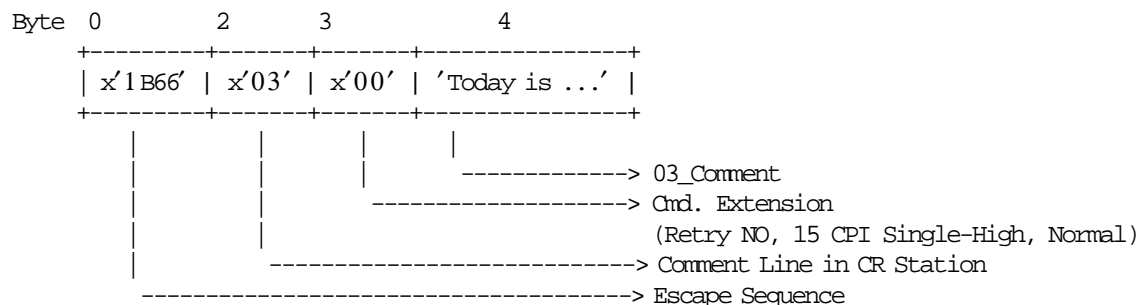 Byte  0           2         3               4
      +----------+-------+-------+----------------+
      | x'1B66' | x'03' | x'00' | 'Today is ...' |
      +----------+-------+-------+----------------+
          |           |        |       |
          |           |        |        -------------> 03_Comment
          |           |         --------------------> Cmd. Extension
          |           |                               (Retry NO, 15 CPI Single-High, Normal)
          |            -----------------------------> Comment Line in CR Station
           -----------------------------------------> Escape Sequence